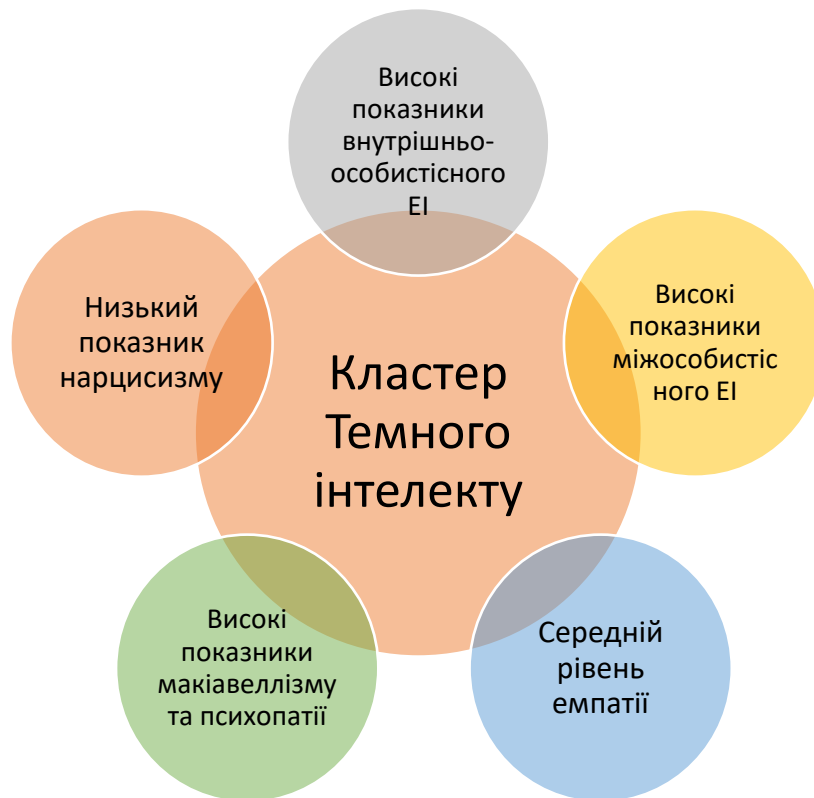 Високі
показники
внутрішньо-
особистісного
ЕІ
Низький
показник
нарцисизму
Кластер
Темного
інтелекту
Високі
показники
міжособистіс
ного ЕІ
Високі
показники
макіавеллізму
та психопатії
Середній
рівень
емпатії